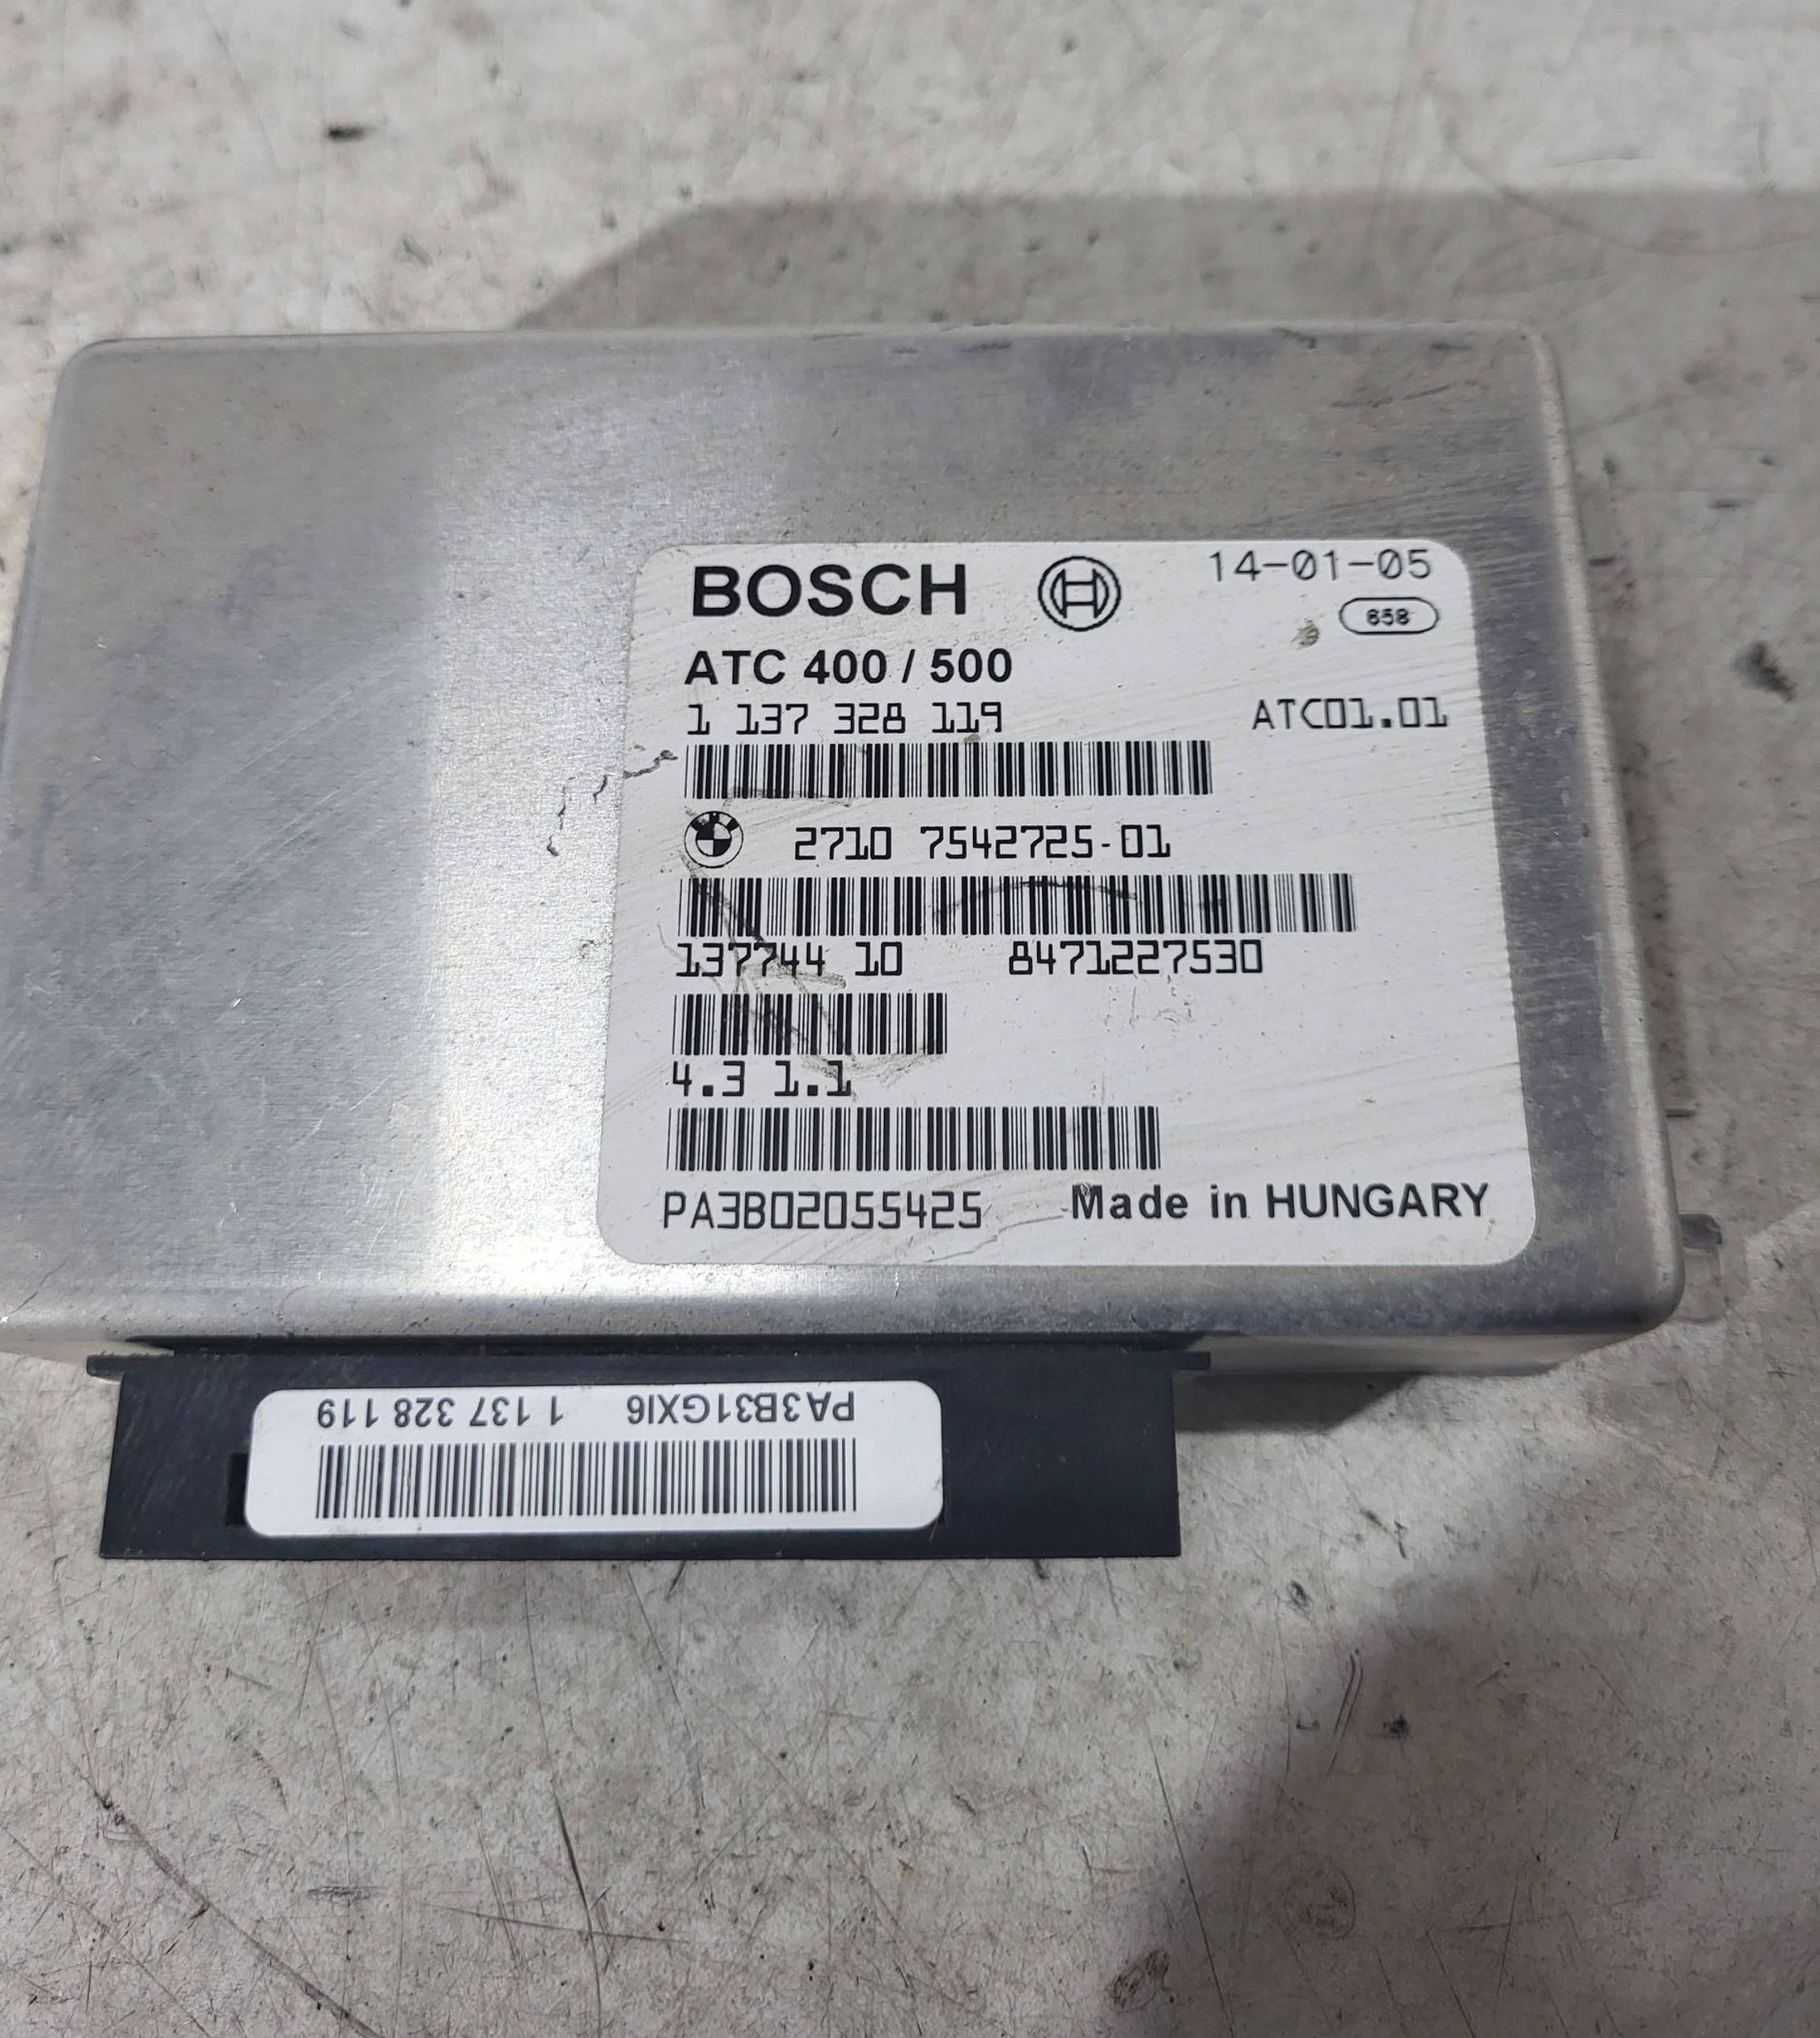 BOSCH 14-01-05
658
ATC 400 / 500
1 137 328 119 ATC01.01
BMW 2710 7542725-01
137744 10 8471227530
4.3 1.1
PA3B02055425 Made in HUNGARY
PA3B31GXI6 1 137 328 119